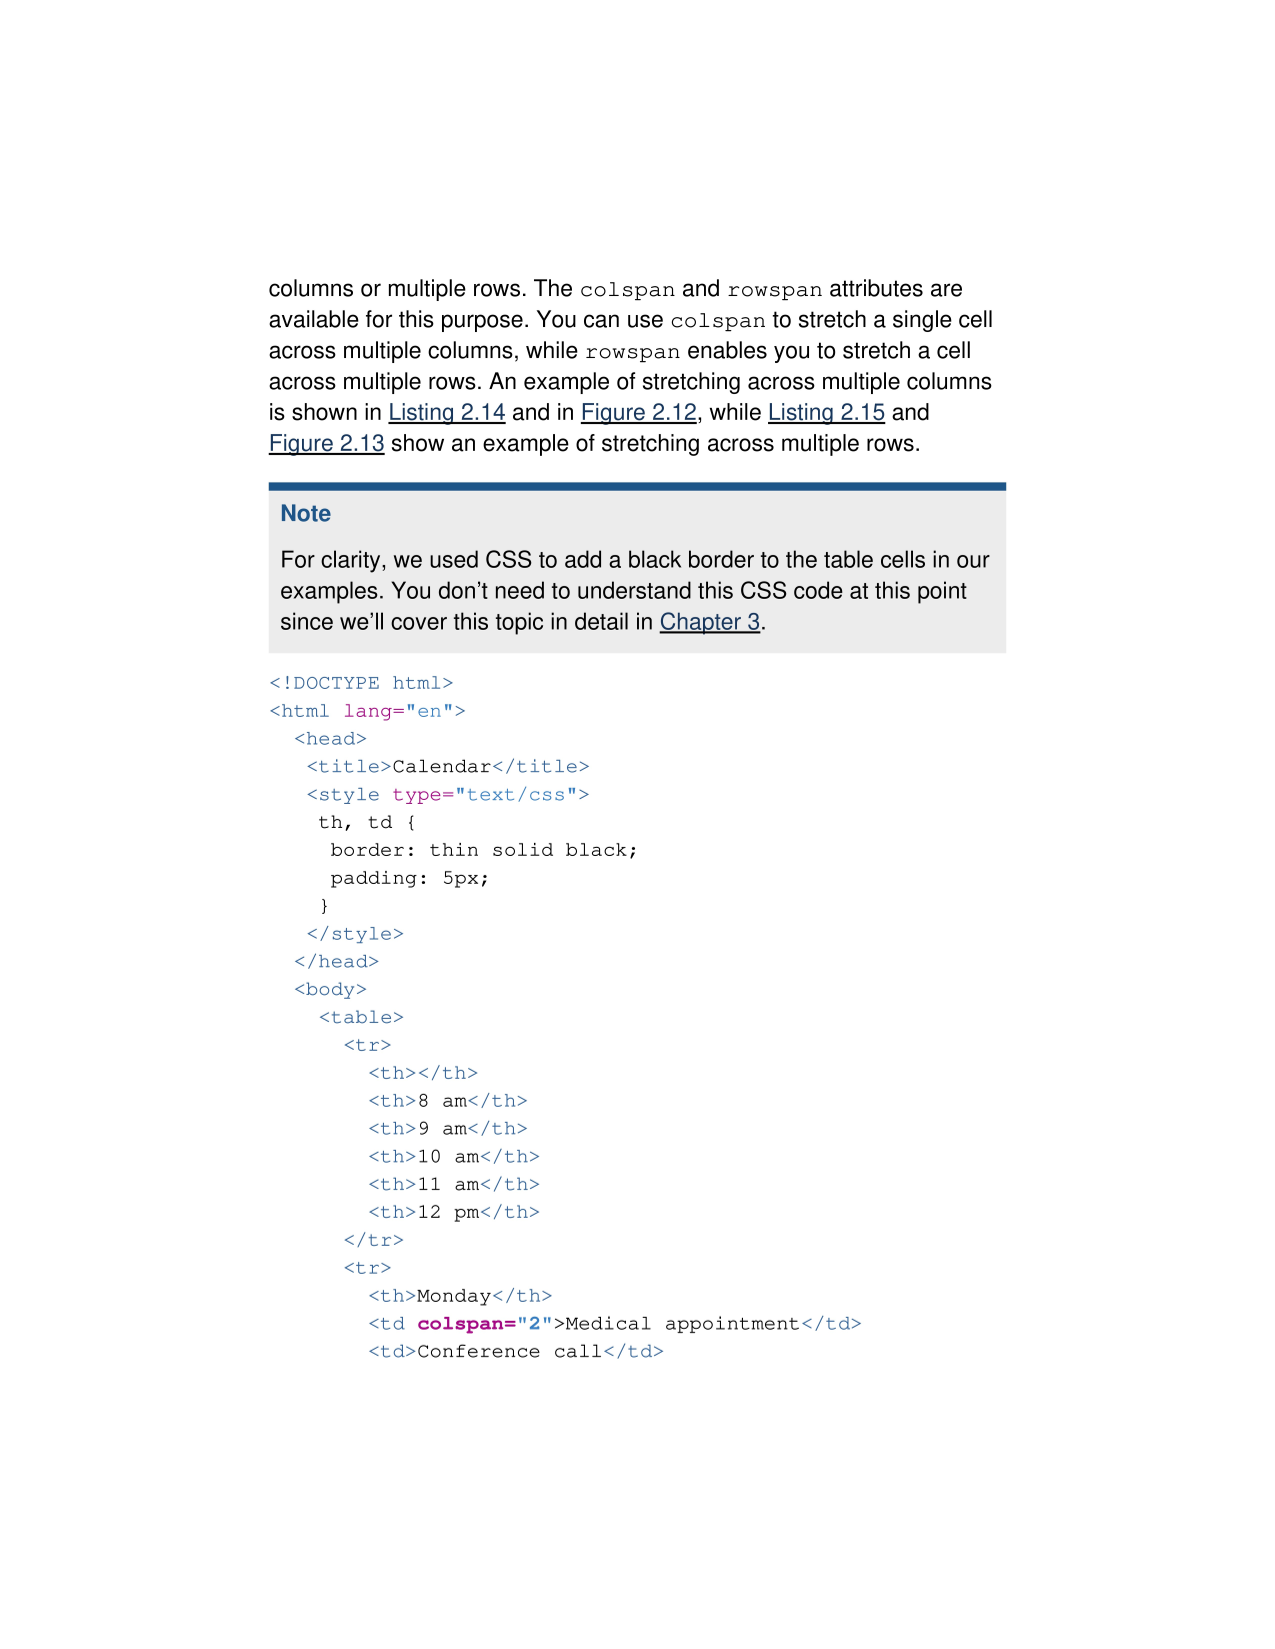 columns or multiple rows. The colspan and rowspan attributes are
available for this purpose. You can use colspan to stretch a single cell
across multiple columns, while rowspan enables you to stretch a cell
across multiple rows. An example of stretching across multiple columns
is shown in Listing 2.14 and in Figure 2.12, while Listing 2.15 and
Figure 2.13 show an example of stretching across multiple rows.
Note
For clarity, we used CSS to add a black border to the table cells in our
examples. You don’t need to understand this CSS code at this point
since we’ll cover this topic in detail in Chapter 3.
<!DOCTYPE html>
<html lang="en">
  <head>
   <title>Calendar</title>
   <style type="text/css">
    th, td {
     border: thin solid black;
     padding: 5px;
    }
   </style>
  </head>
  <body>
    <table>
      <tr>
        <th></th>
        <th>8 am</th>
        <th>9 am</th>
        <th>10 am</th>
        <th>11 am</th>
        <th>12 pm</th>
      </tr>
      <tr>
        <th>Monday</th>
        <td colspan="2">Medical appointment</td>
        <td>Conference call</td>